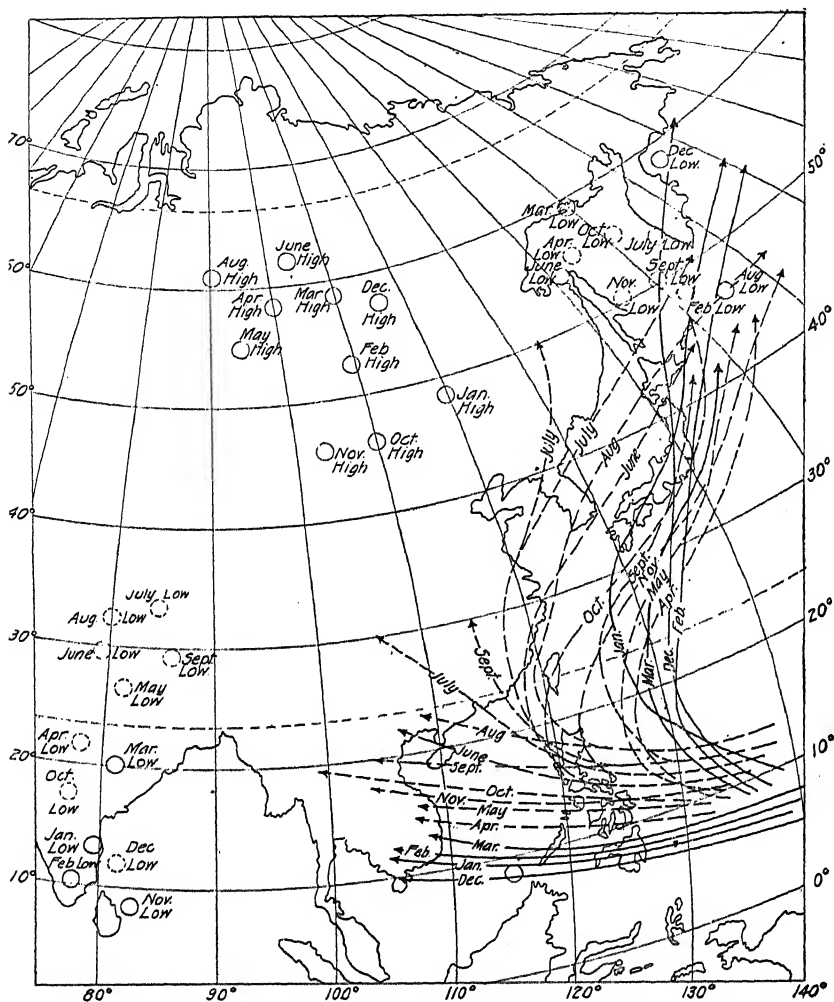 70°
60°
50°
40°
30°
20°
10°
50°
40°
30°
20°
10°
0°
80°
90°
100°
110°
120°
130°
140°
Dec
Low.
Mar.
Low
Oct.
Low
July Low
Apr.
Low
June
Low
Sept.
Low
Nov.
Low
Feb Low
Aug
Low
Aug.
High
June
High
Apr
High
Mar
High
Dec.
High
May
High
Feb
High
Jan.
High
Nov.
High
Oct.
High
July
July
Aug
June
July Low
Aug. Low
June Low
Sept
Low
May
Low
Apr.
Low
Mar.
Low
Oct.
Low
Jan.
Low
Feb Low
Dec
Low
Nov.
Low
Sept.
Nov
May
Apr.
Oct.
Jan.
Mar.
Dec.
Feb.
July
Sept.
Aug
June
Sept.
Oct.
Nov.
May
Apr.
Mar.
Feb.
Jan.
Dec.